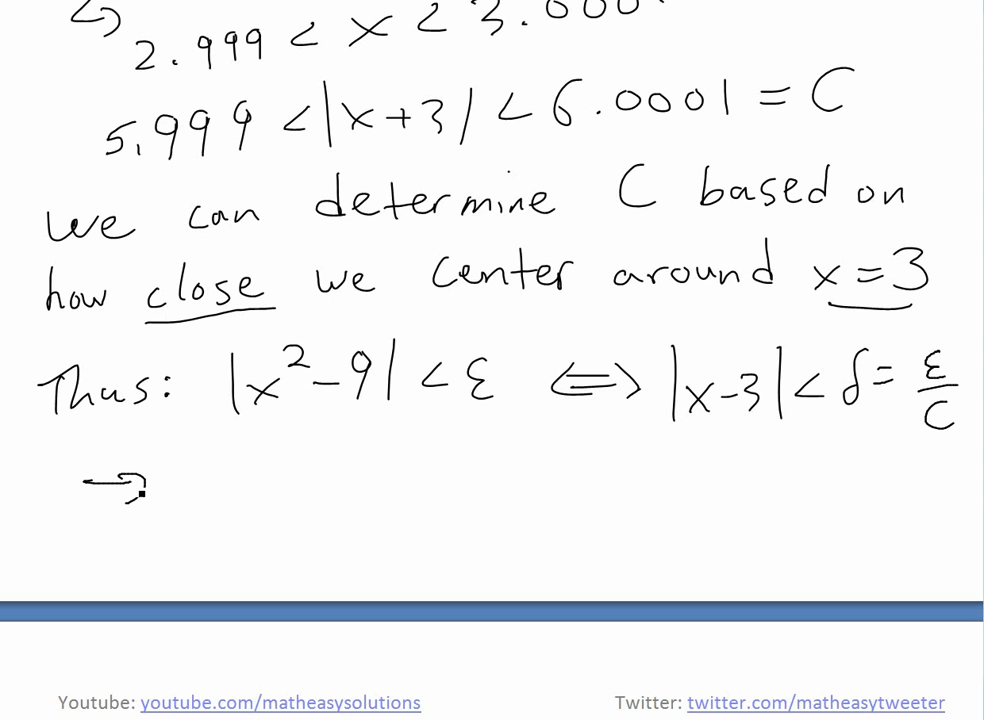 2.999 < x < 3.000
5.999 < |x+3| < 6.0001 = C
we can determine C based on
how close we center around x = 3
Thus: |x² - 9| < ε ⟺ |x-3| < δ = ε/C
→
Youtube: youtube.com/matheasysolutions Twitter: twitter.com/matheasytweeter